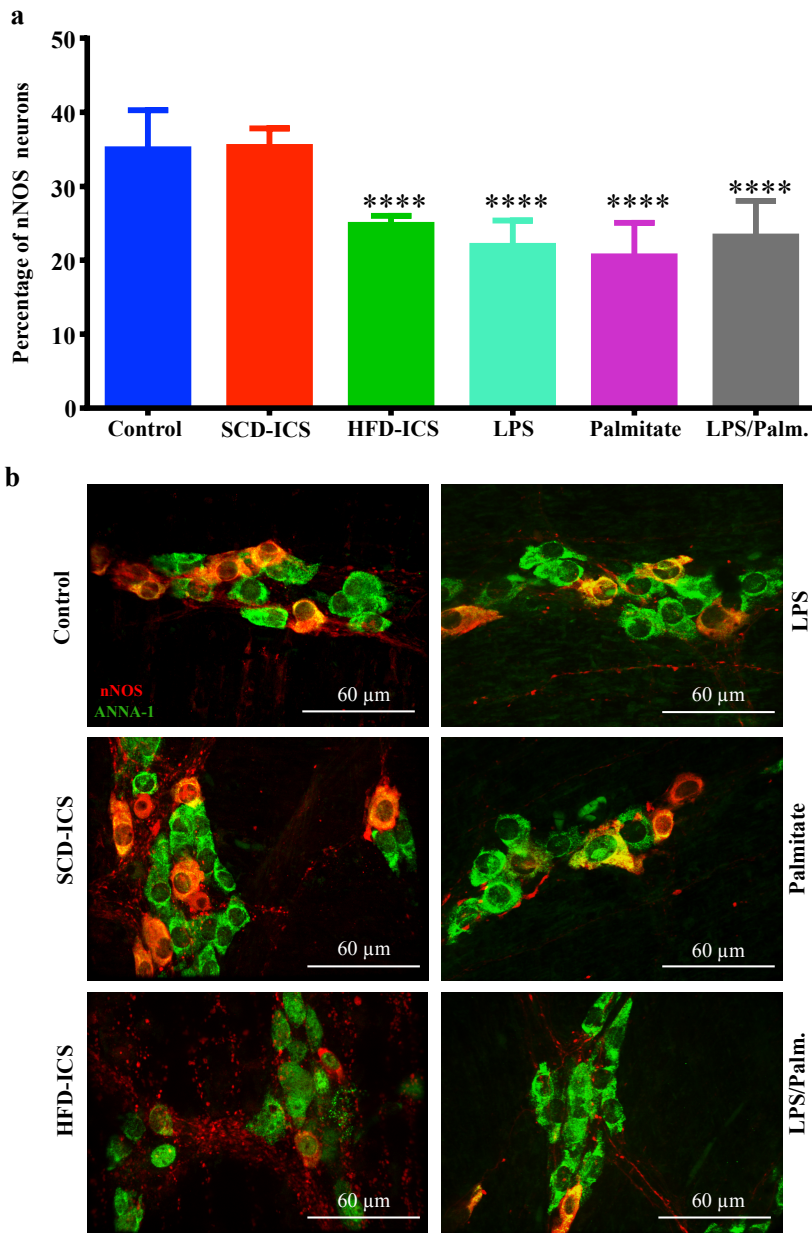 a
Percentage of nNOS neurons
50
40
30
20
10
0
**** **** **** ****
Control SCD-ICS HFD-ICS LPS Palmitate LPS/Palm.
b
Control
nNOS
ANNA-1
60 µm
LPS
60 µm
SCD-ICS
60 µm
Palmitate
60 µm
HFD-ICS
60 µm
LPS/Palm.
60 µm